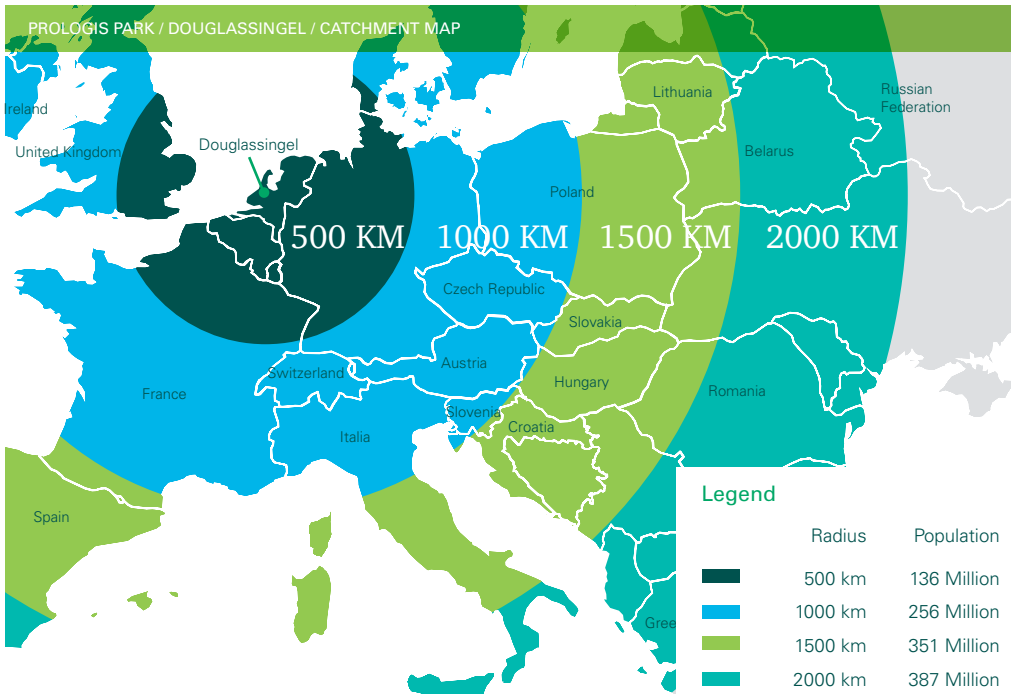 PROLOGIS PARK / DOUGLASSINGEL / CATCHMENT MAP
Ireland
United Kingdom
Douglassingel
Lithuania
Russian
Federation
Belarus
Poland
500 KM
1000 KM
1500 KM
2000 KM
Czech Republic
Slovakia
Austria
Switzerland
Hungary
France
Romania
Slovenia
Croatia
Italia
Spain
Gree
Legend
Radius Population
500 km 136 Million
1000 km 256 Million
1500 km 351 Million
2000 km 387 Million